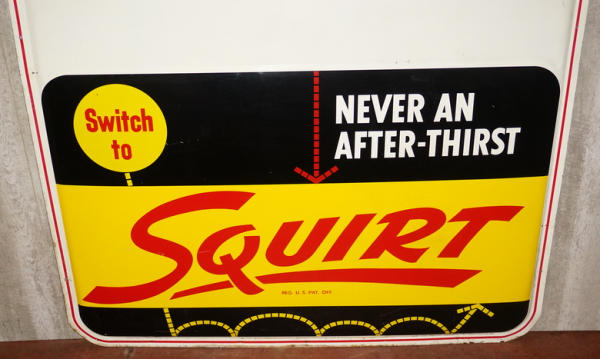 Switch
to
NEVER AN
AFTER-THIRST
SQUIRT
REG. U.S. PAT. OFF.